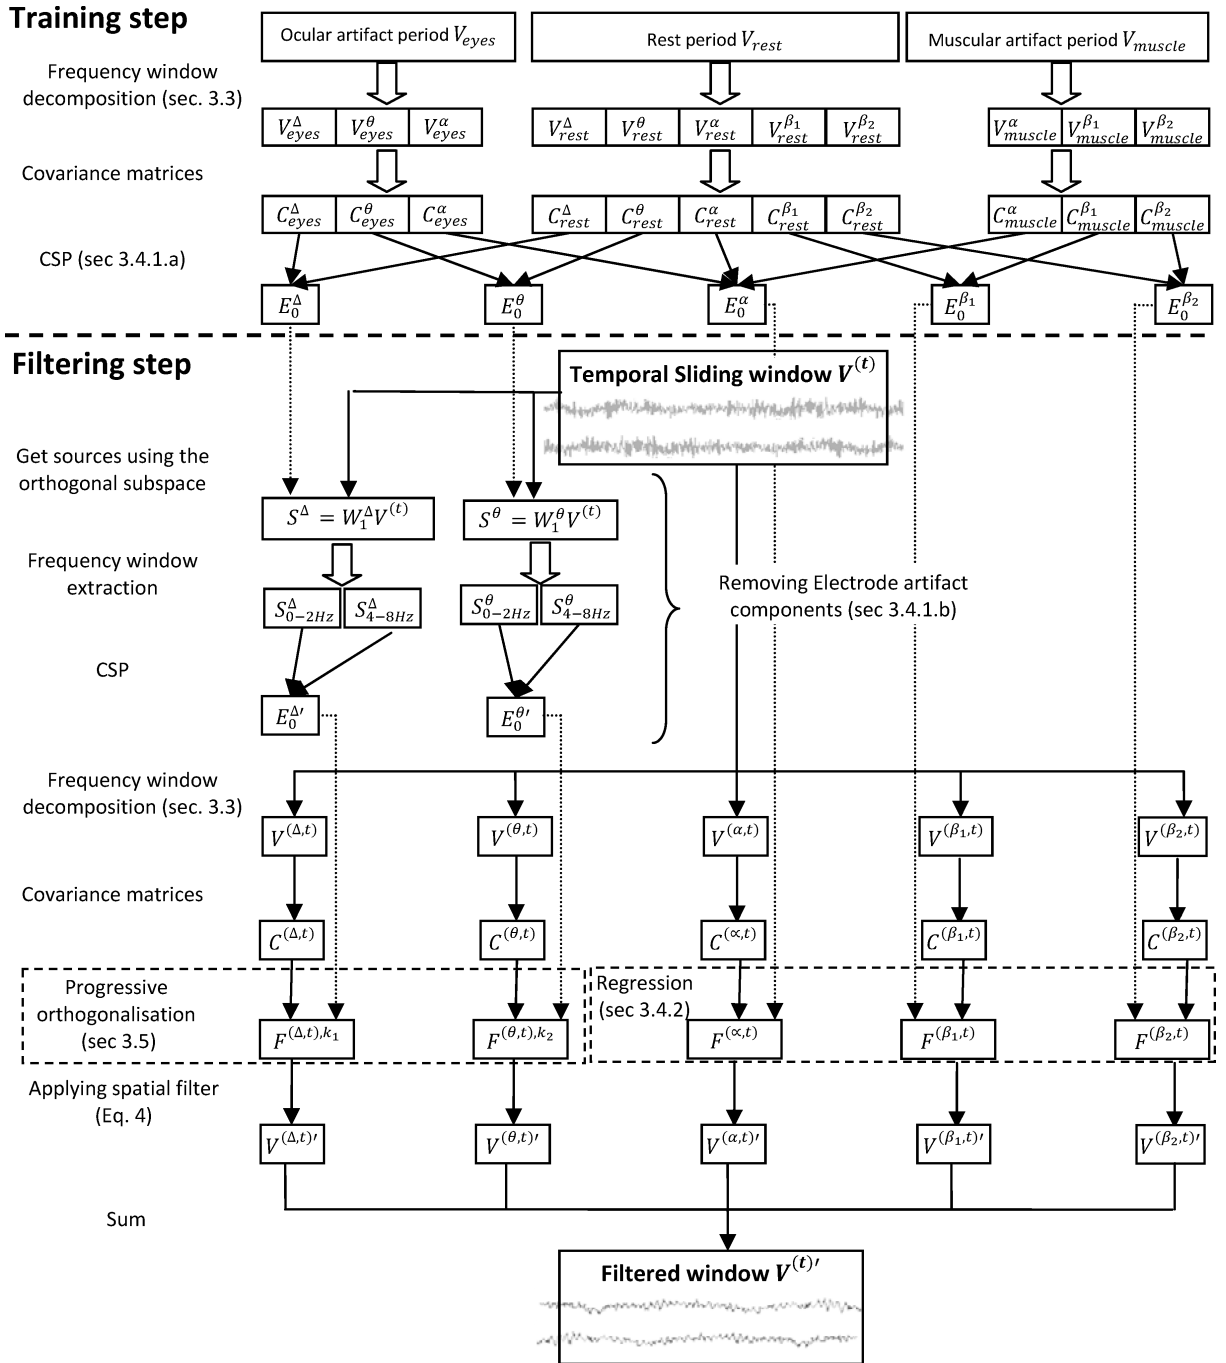 Training step
Ocular artifact period V_eyes
Rest period V_rest
Muscular artifact period V_muscle
Frequency window
decomposition (sec. 3.3)
V^Δ_eyes V^θ_eyes V^α_eyes
V^Δ_rest V^θ_rest V^α_rest V^β₁_rest V^β₂_rest
V^α_muscle V^β₁_muscle V^β₂_muscle
Covariance matrices
C^Δ_eyes C^θ_eyes C^α_eyes
C^Δ_rest C^θ_rest C^α_rest C^β₁_rest C^β₂_rest
C^α_muscle C^β₁_muscle C^β₂_muscle
CSP (sec 3.4.1.a)
E^Δ_0 E^θ_0 E^α_0 E^β₁_0 E^β₂_0
Filtering step
Temporal Sliding window V^(t)
Get sources using the
orthogonal subspace
S^Δ = W^Δ_1 V^(t)
S^θ = W^θ_1 V^(t)
Frequency window
extraction
S^Δ_0−2Hz S^Δ_4−8Hz
S^θ_0−2Hz S^θ_4−8Hz
Removing Electrode artifact
components (sec 3.4.1.b)
CSP
E^Δ′_0 E^θ′_0
Frequency window
decomposition (sec. 3.3)
V^(Δ,t) V^(θ,t) V^(α,t) V^(β₁,t) V^(β₂,t)
Covariance matrices
C^(Δ,t) C^(θ,t) C^(∝,t) C^(β₁,t) C^(β₂,t)
Progressive
orthogonalisation
(sec 3.5)
Regression
(sec 3.4.2)
F^(Δ,t),k₁ F^(θ,t),k₂ F^(∝,t) F^(β₁,t) F^(β₂,t)
Applying spatial filter
(Eq. 4)
V^(Δ,t)′ V^(θ,t)′ V^(α,t)′ V^(β₁,t)′ V^(β₂,t)′
Sum
Filtered window V^(t)′